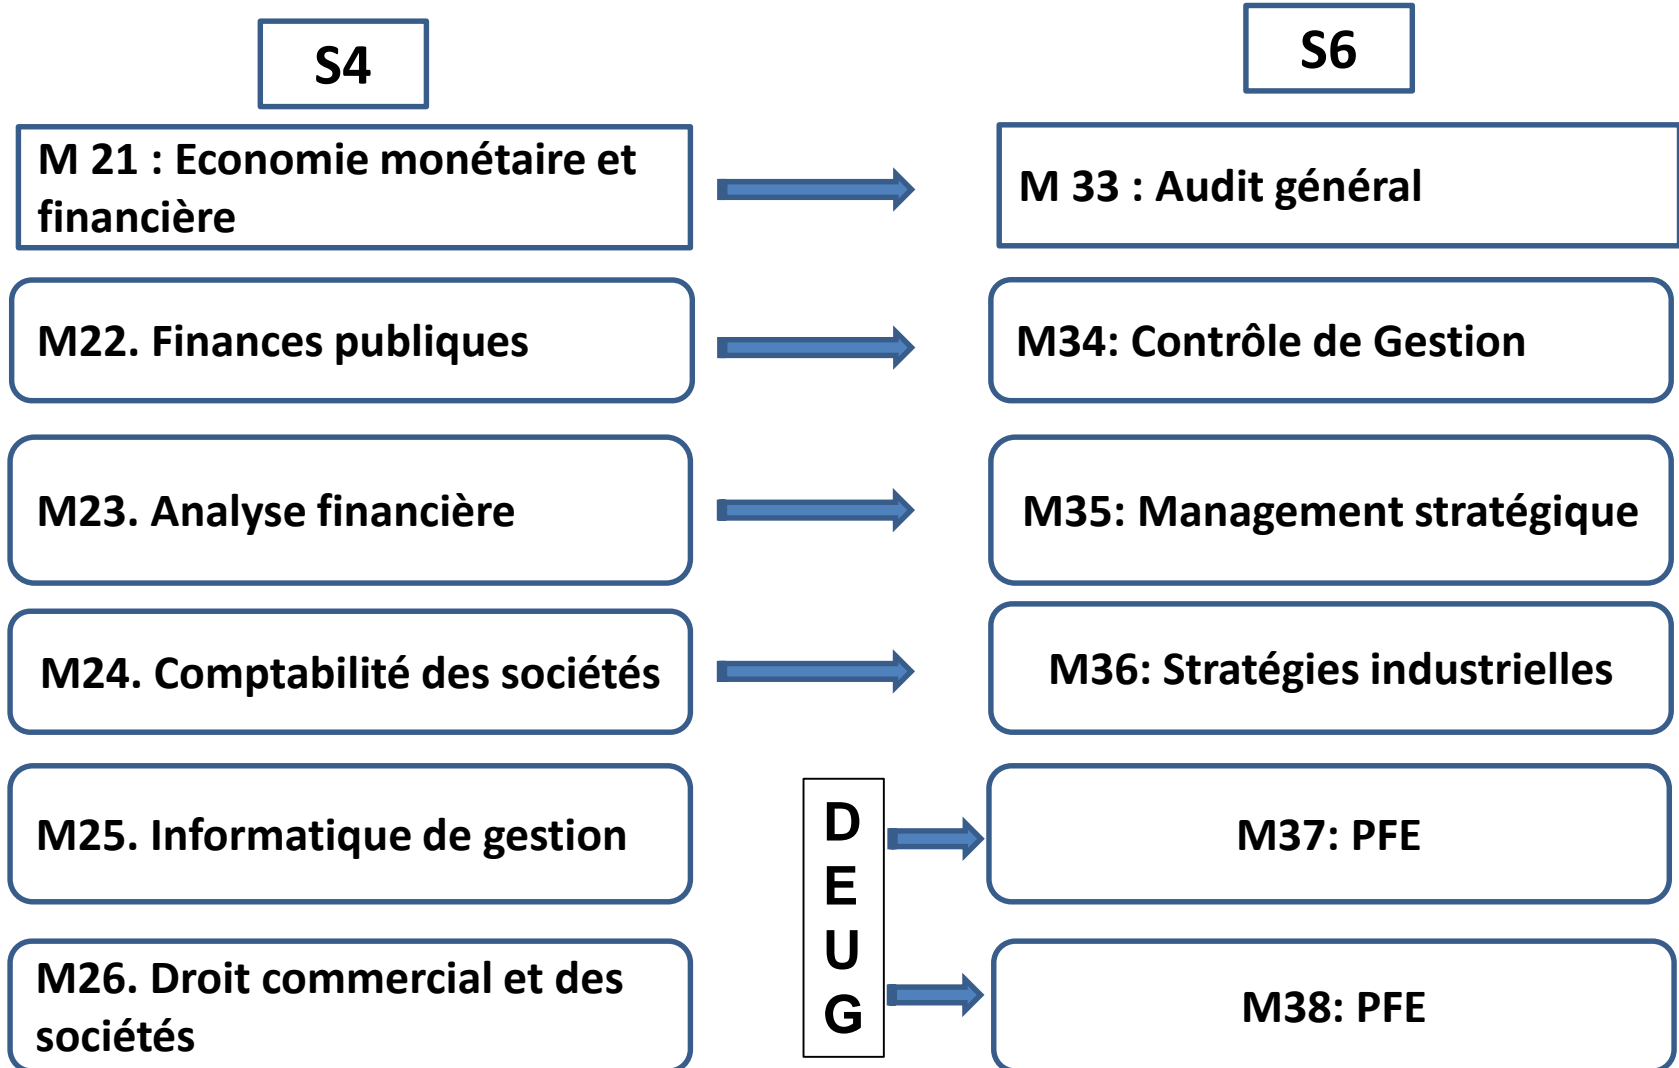 S4
S6
M 21 : Economie monétaire et
financière
M 33 : Audit général
M22. Finances publiques
M34: Contrôle de Gestion
M23. Analyse financière
M35: Management stratégique
M24. Comptabilité des sociétés
M36: Stratégies industrielles
M25. Informatique de gestion
D
E
U
G
M37: PFE
M26. Droit commercial et des
sociétés
M38: PFE